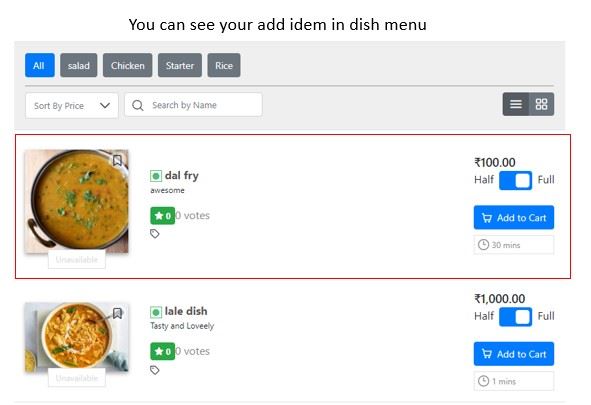 You can see your add idem in dish menu
All salad Chicken Starter Rice
Sort By Price Search by Name
₹100.00
dal fry
Half Full
awesome
0 0 votes
Add to Cart
30 mins
Unavailable
₹1,000.00
lale dish
Half Full
Tasty and Loveely
0 0 votes
Add to Cart
Unavailable
1 mins